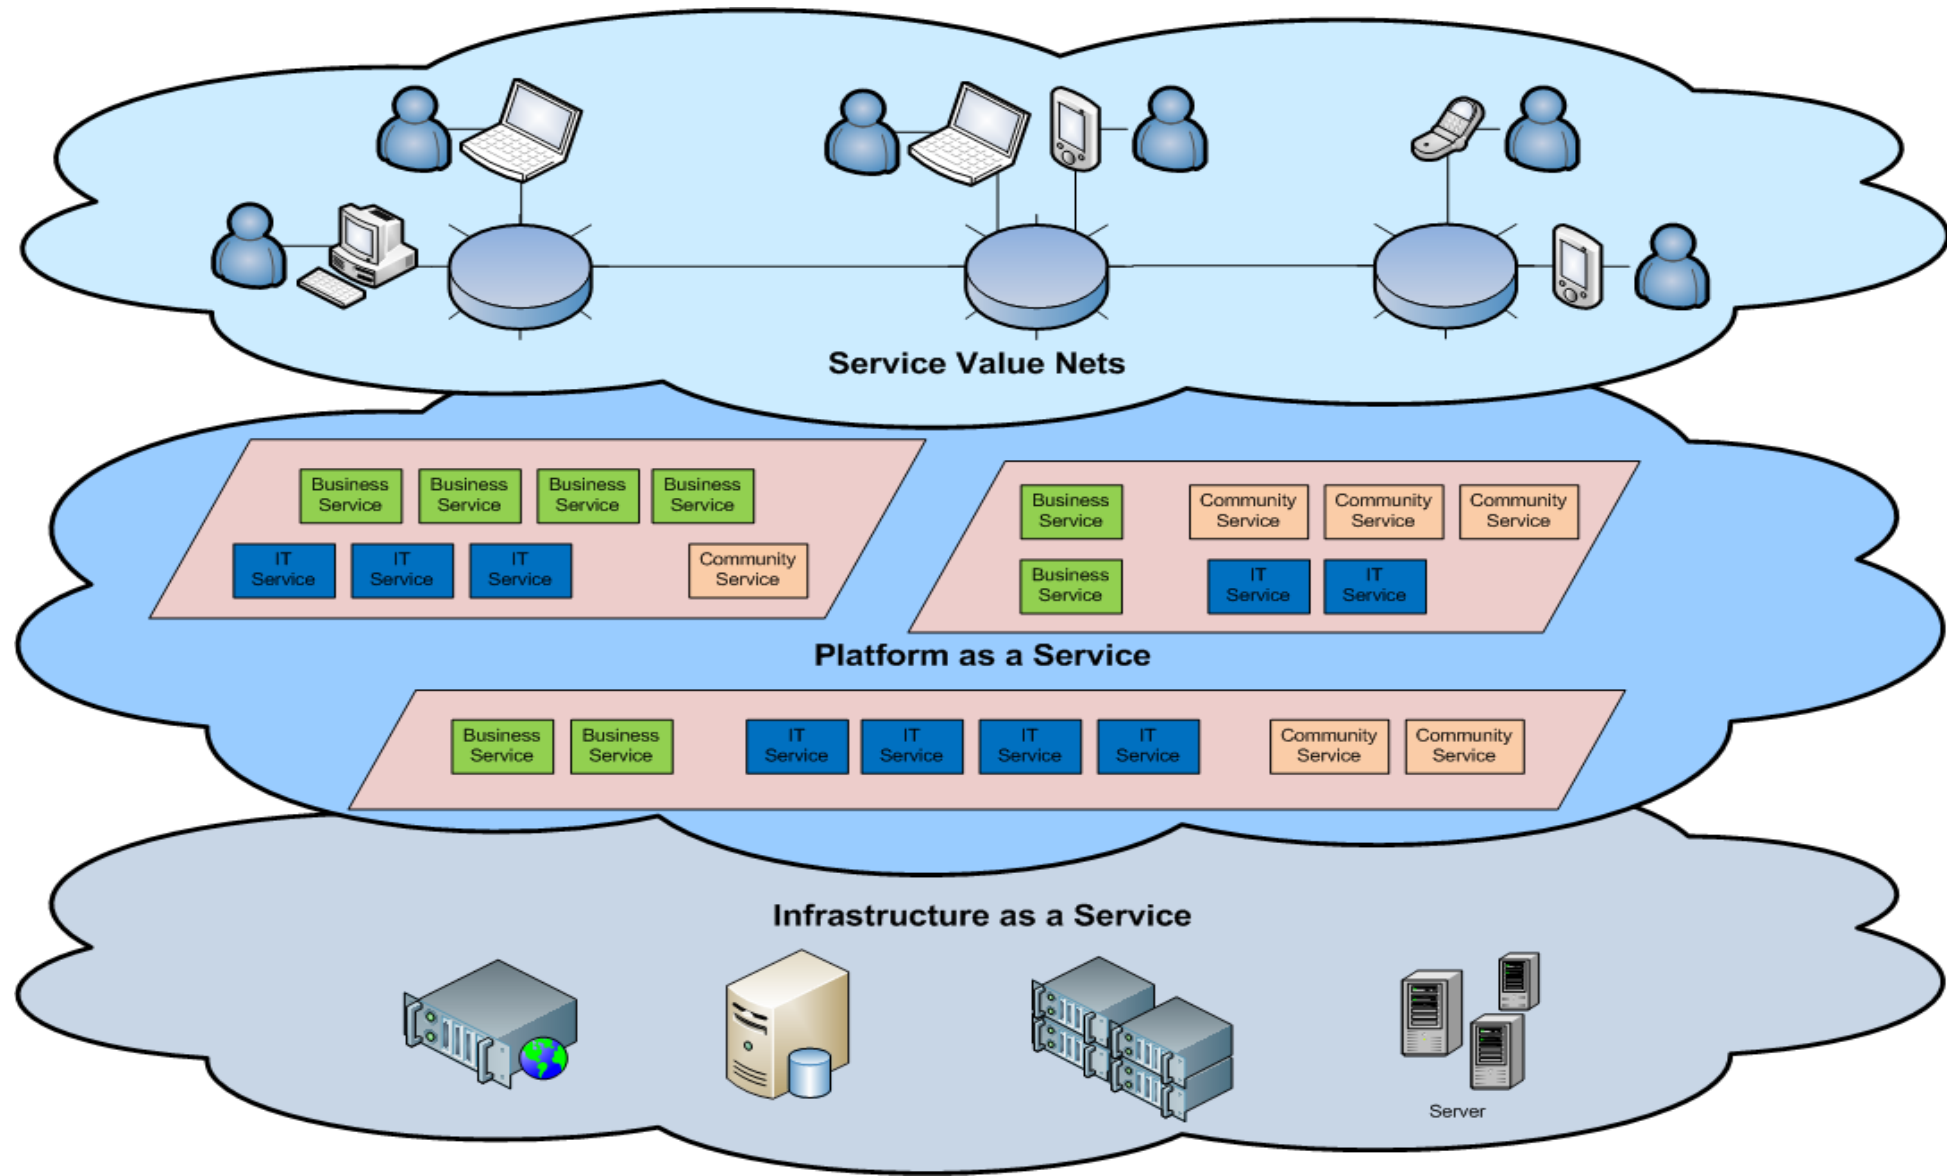 Service Value Nets
Business
Service
Business
Service
Business
Service
Business
Service
IT
Service
IT
Service
IT
Service
Community
Service
Business
Service
Community
Service
Community
Service
Community
Service
Business
Service
IT
Service
IT
Service
Platform as a Service
Business
Service
Business
Service
IT
Service
IT
Service
IT
Service
IT
Service
Community
Service
Community
Service
Infrastructure as a Service
Server